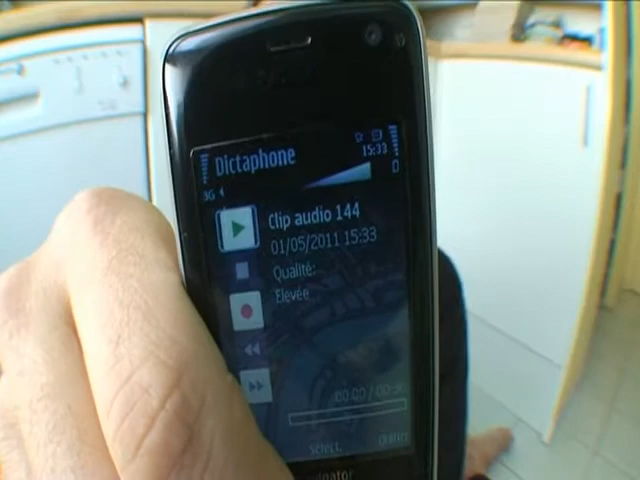 Dictaphone
15:33
3G
Clip audio 144
01/05/2011 15:33
Qualité:
Elevée